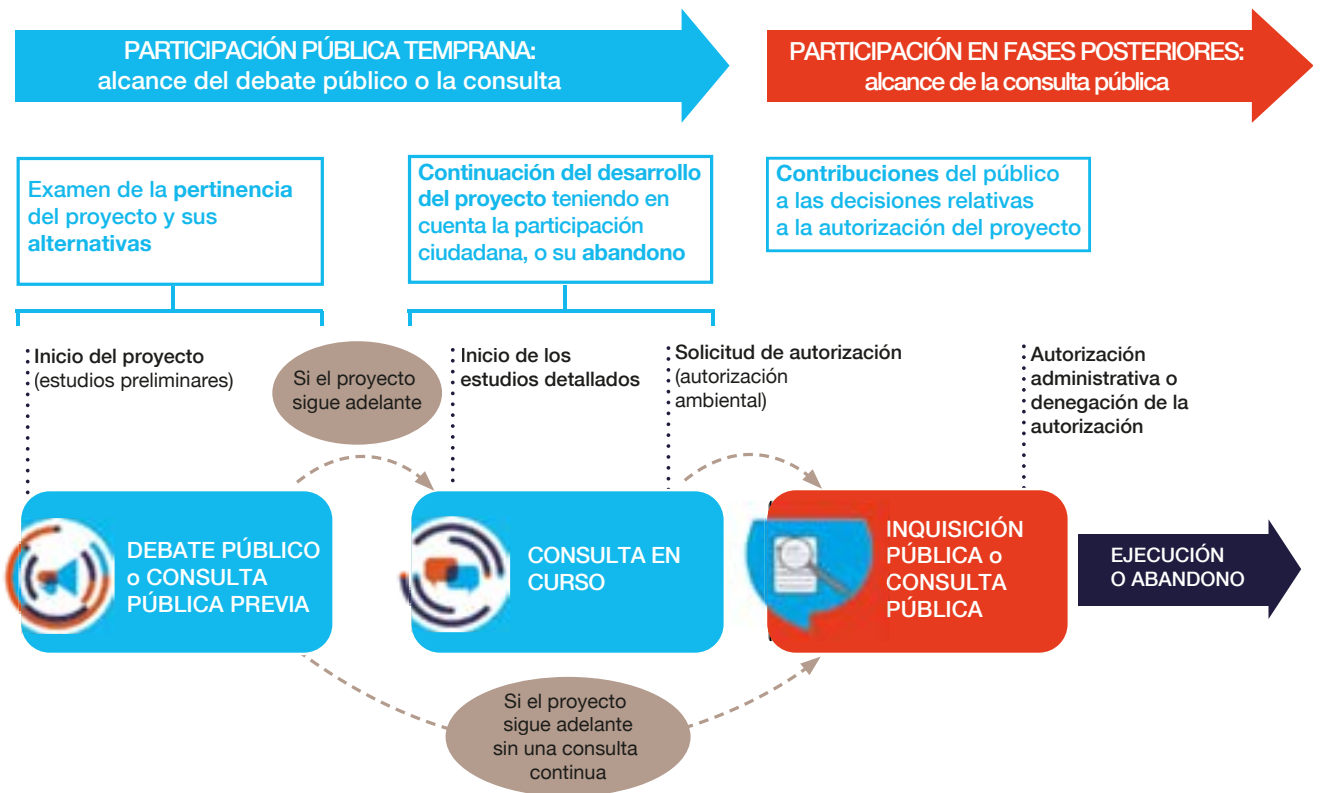 PARTICIPACIÓN PÚBLICA TEMPRANA:
alcance del debate público o la consulta
PARTICIPACIÓN EN FASES POSTERIORES:
alcance de la consulta pública
Examen de la pertinencia
del proyecto y sus
alternativas
Continuación del desarrollo
del proyecto teniendo en
cuenta la participación
ciudadana, o su abandono
Contribuciones del público
a las decisiones relativas
a la autorización del proyecto
Inicio del proyecto
(estudios preliminares)
Si el proyecto
sigue adelante
Inicio de los
estudios detallados
Solicitud de autorización
(autorización
ambiental)
Autorización
administrativa o
denegación de la
autorización
DEBATE PÚBLICO
o CONSULTA
PÚBLICA PREVIA
CONSULTA EN
CURSO
INQUISICIÓN
PÚBLICA o
CONSULTA
PÚBLICA
EJECUCIÓN
O ABANDONO
Si el proyecto
sigue adelante
sin una consulta
continua